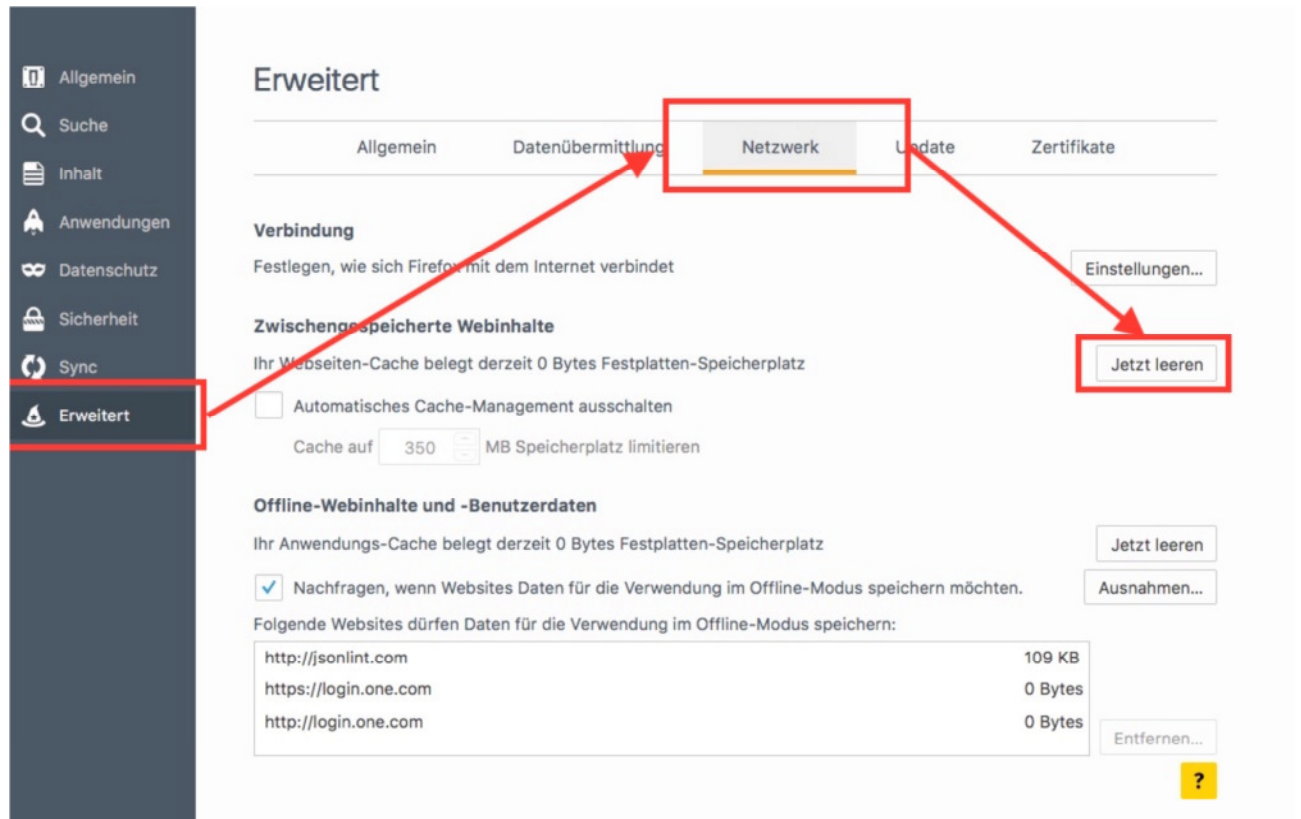 Allgemein
Suche
Inhalt
Anwendungen
Datenschutz
Sicherheit
Sync
Erweitert
Erweitert
Allgemein Datenübermittlung Netzwerk Update Zertifikate
Verbindung
Festlegen, wie sich Firefox mit dem Internet verbindet Einstellungen...
Zwischengespeicherte Webinhalte
Ihr Webseiten-Cache belegt derzeit 0 Bytes Festplatten-Speicherplatz Jetzt leeren
Automatisches Cache-Management ausschalten
Cache auf 350 MB Speicherplatz limitieren
Offline-Webinhalte und -Benutzerdaten
Ihr Anwendungs-Cache belegt derzeit 0 Bytes Festplatten-Speicherplatz Jetzt leeren
Nachfragen, wenn Websites Daten für die Verwendung im Offline-Modus speichern möchten. Ausnahmen...
Folgende Websites dürfen Daten für die Verwendung im Offline-Modus speichern:
http://jsonlint.com 109 KB
https://login.one.com 0 Bytes
http://login.one.com 0 Bytes
Entfernen...
?